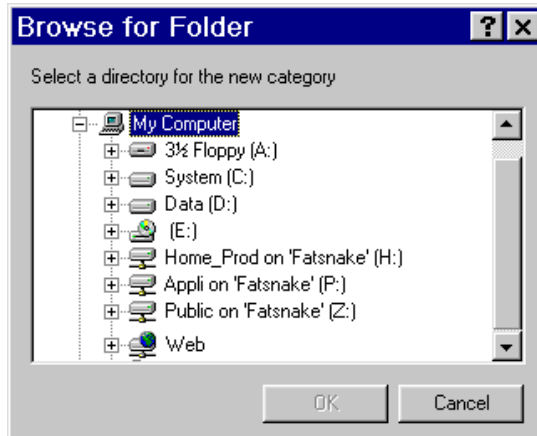 Browse for Folder
Select a directory for the new category
My Computer
3½ Floppy (A:)
System (C:)
Data (D:)
(E:)
Home_Prod on 'Fatsnake' (H:)
Appli on 'Fatsnake' (P:)
Public on 'Fatsnake' (Z:)
Web
OK Cancel